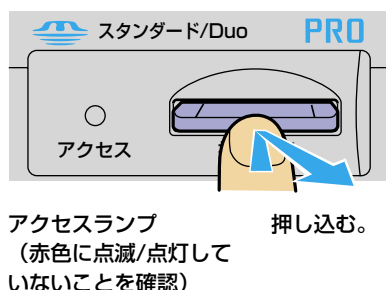 スタンダード/Duo PRO
アクセス
アクセスランプ
(赤色に点滅/点灯して
いないことを確認)
押し込む。